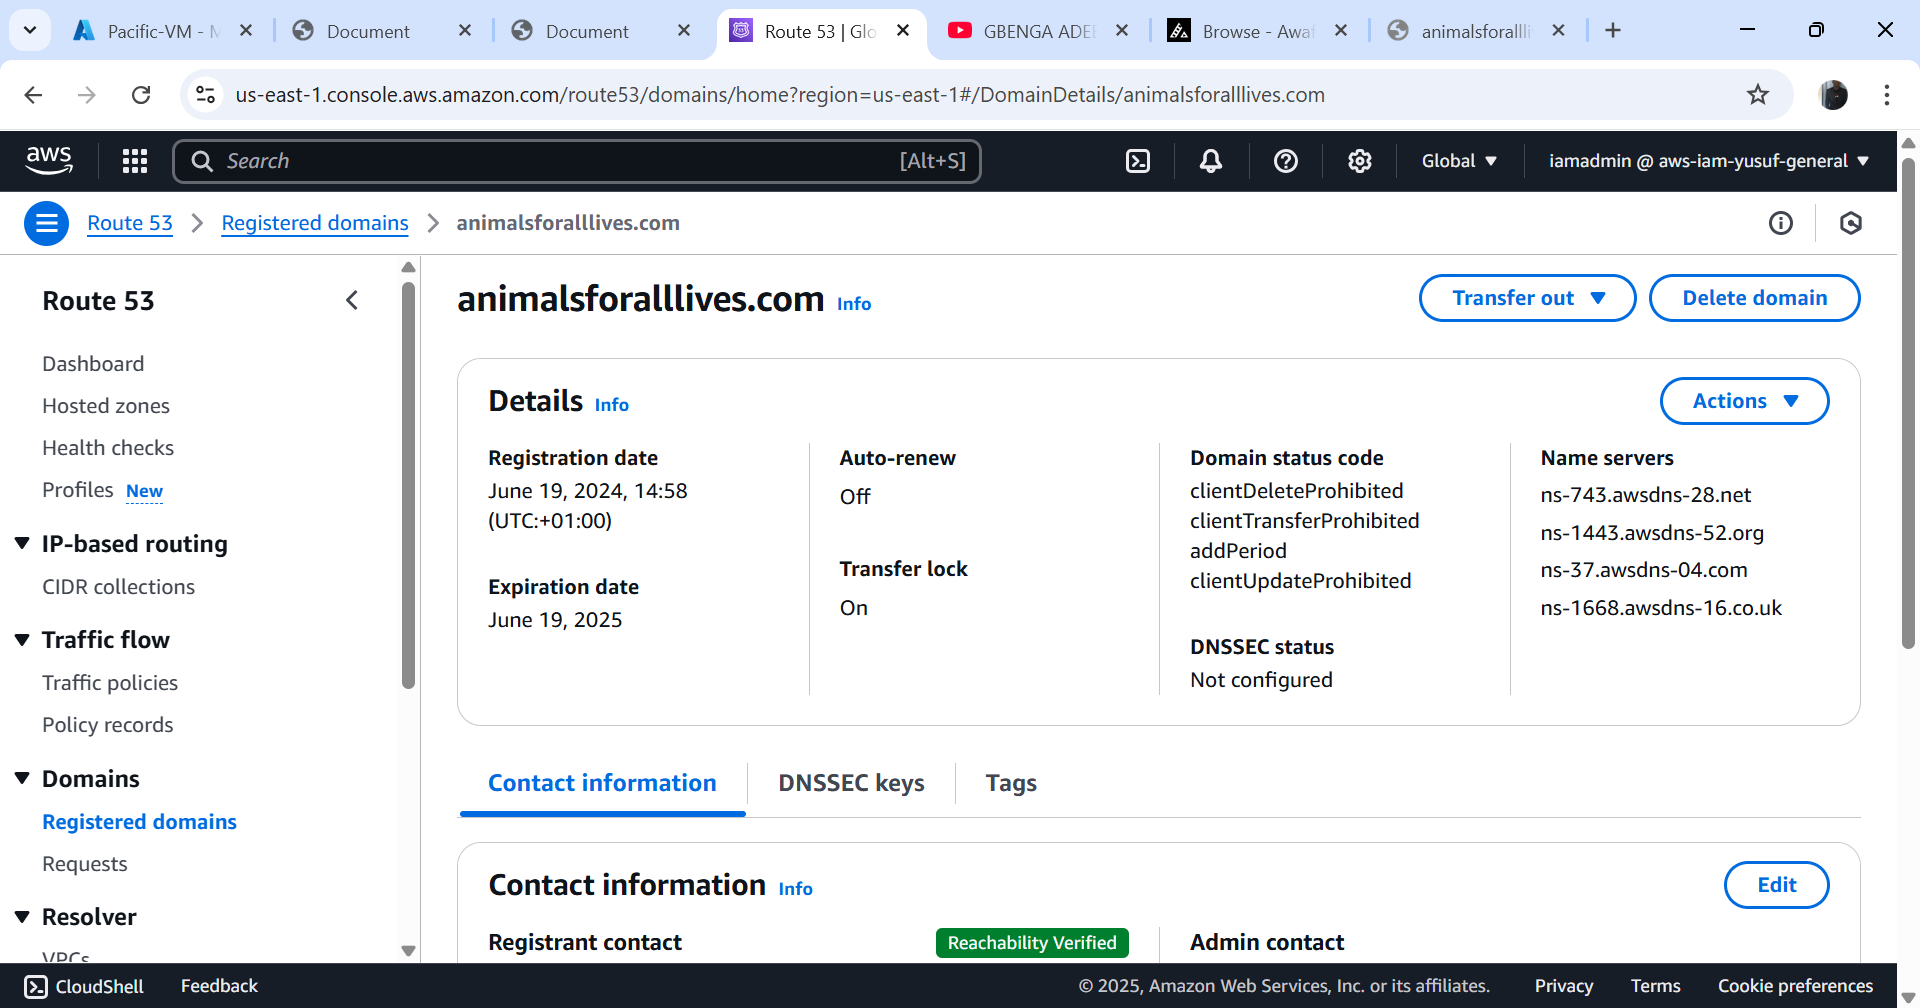 Pacific-VM - M
Document
Document
Route 53 | Glo
GBENGA ADEB
Browse - Awaf
animalsforallli
us-east-1.console.aws.amazon.com/route53/domains/home?region=us-east-1#/DomainDetails/animalsforalllives.com
aws
Search
[Alt+S]
Global
iamadmin @ aws-iam-yusuf-general
Route 53
Registered domains
animalsforalllives.com
Route 53
Dashboard
Hosted zones
Health checks
Profiles New
IP-based routing
CIDR collections
Traffic flow
Traffic policies
Policy records
Domains
Registered domains
Requests
Resolver
VPCs
animalsforalllives.com Info
Transfer out
Delete domain
Details Info
Actions
Registration date
June 19, 2024, 14:58
(UTC:+01:00)
Expiration date
June 19, 2025
Auto-renew
Off
Transfer lock
On
Domain status code
clientDeleteProhibited
clientTransferProhibited
addPeriod
clientUpdateProhibited
DNSSEC status
Not configured
Name servers
ns-743.awsdns-28.net
ns-1443.awsdns-52.org
ns-37.awsdns-04.com
ns-1668.awsdns-16.co.uk
Contact information
DNSSEC keys
Tags
Contact information Info
Edit
Registrant contact
Reachability Verified
Admin contact
CloudShell
Feedback
© 2025, Amazon Web Services, Inc. or its affiliates.
Privacy
Terms
Cookie preferences